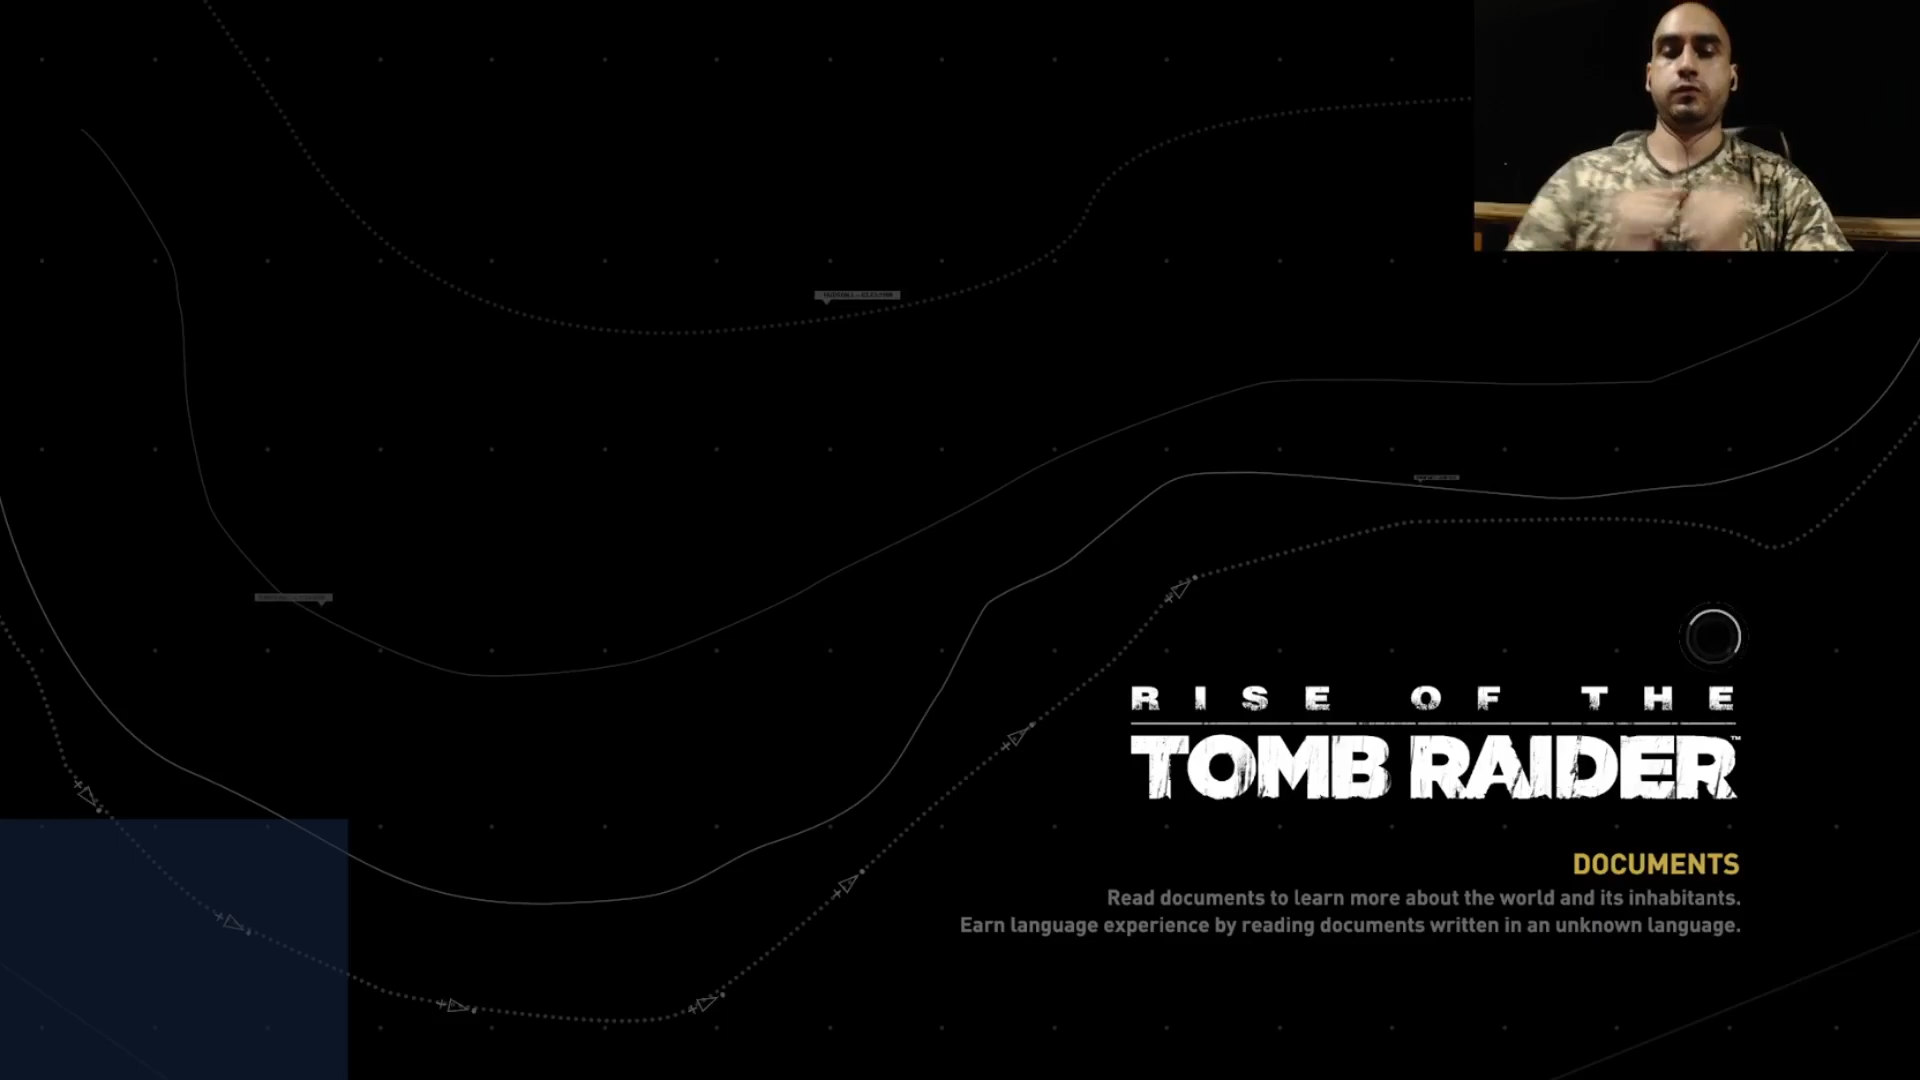 RISE OF THE
TOMB RAIDER™
DOCUMENTS
Read documents to learn more about the world and its inhabitants.
Earn language experience by reading documents written in an unknown language.